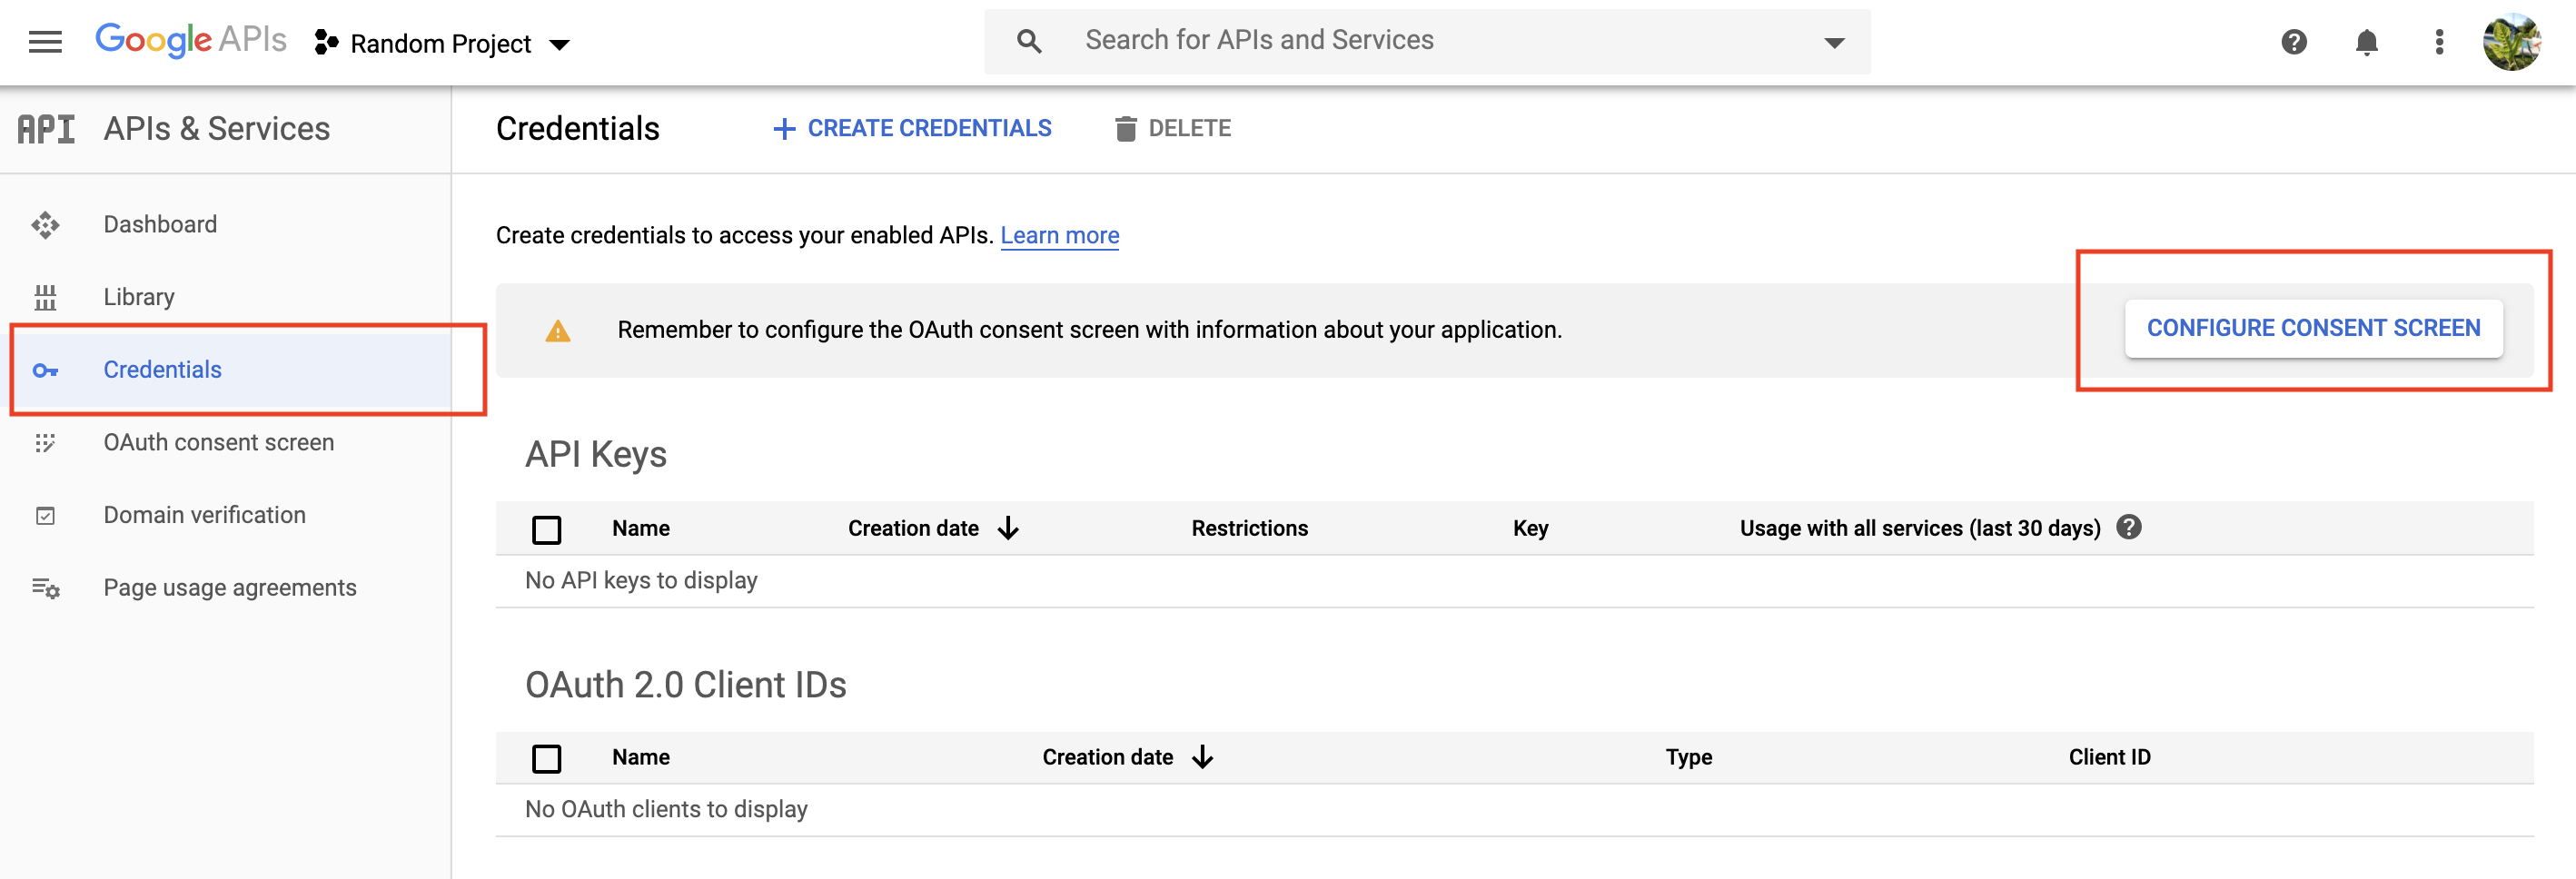 Google APIs Random Project Search for APIs and Services
API APIs & Services Credentials + CREATE CREDENTIALS DELETE
Dashboard
Create credentials to access your enabled APIs. Learn more
Library
Remember to configure the OAuth consent screen with information about your application. CONFIGURE CONSENT SCREEN
Credentials
OAuth consent screen
Domain verification
Page usage agreements
API Keys
Name Creation date Restrictions Key Usage with all services (last 30 days)
No API keys to display
OAuth 2.0 Client IDs
Name Creation date Type Client ID
No OAuth clients to display